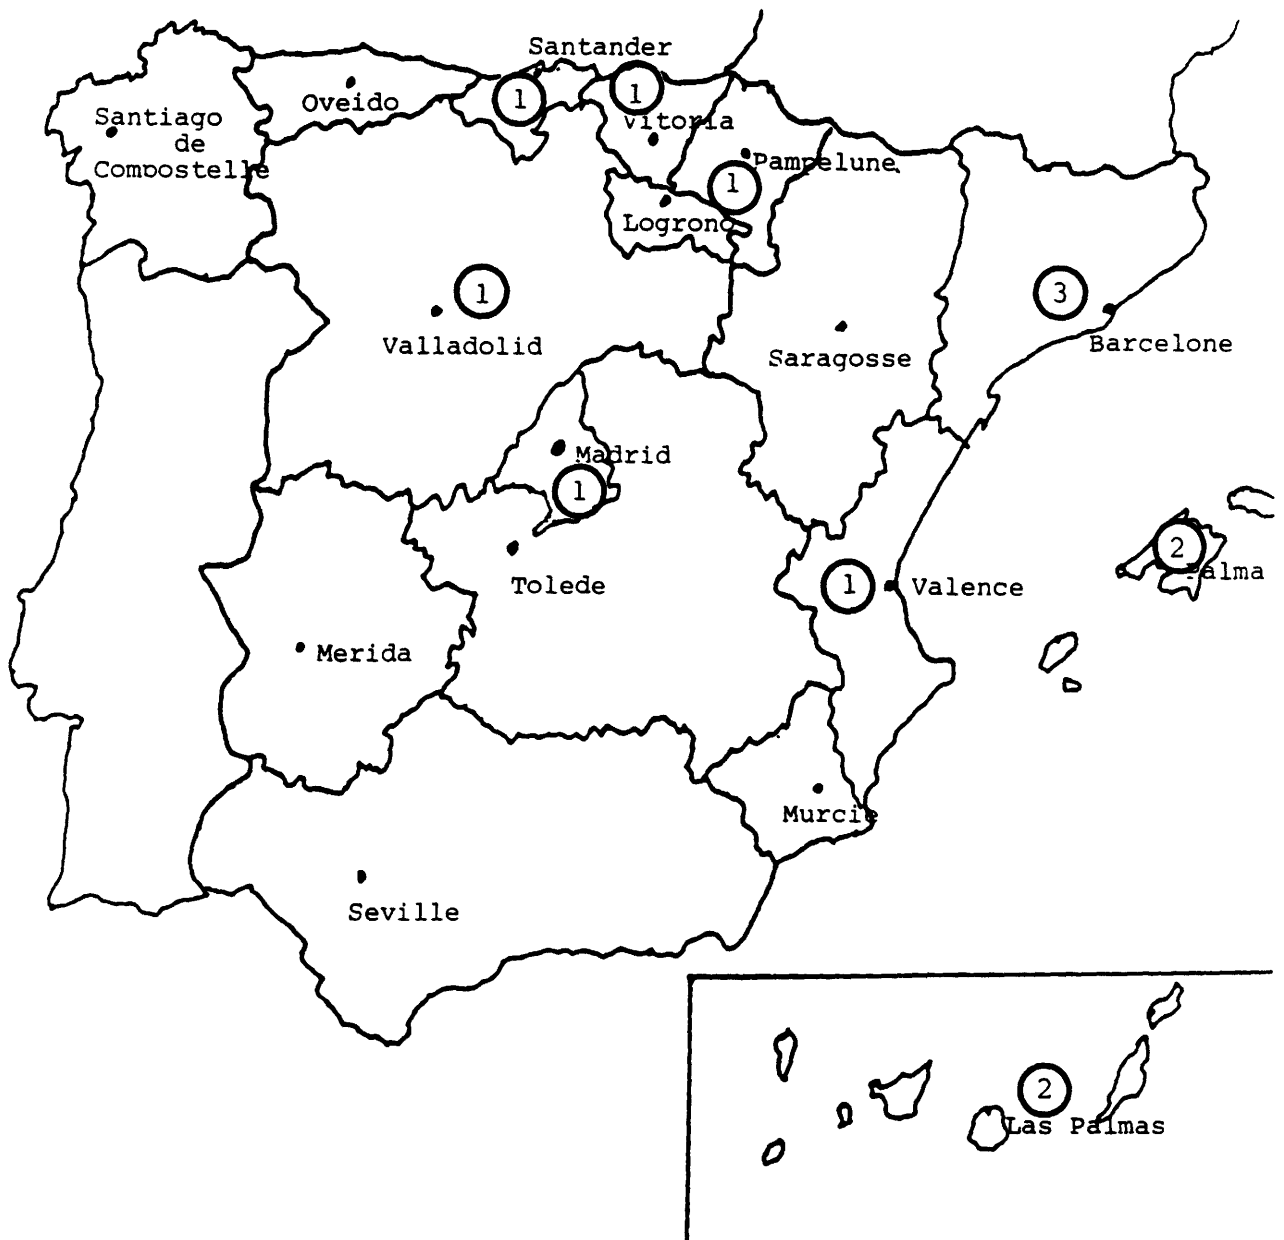 Santander
1
1
Oveido
Santiago
de
Compostelle
Vitoria
Pampelune
1
Logrono
1
3
Valladolid
Barcelone
Saragosse
Madrid
1
2
Palma
Tolede
1
Valence
Merida
Murcie
Seville
2
Las Palmas